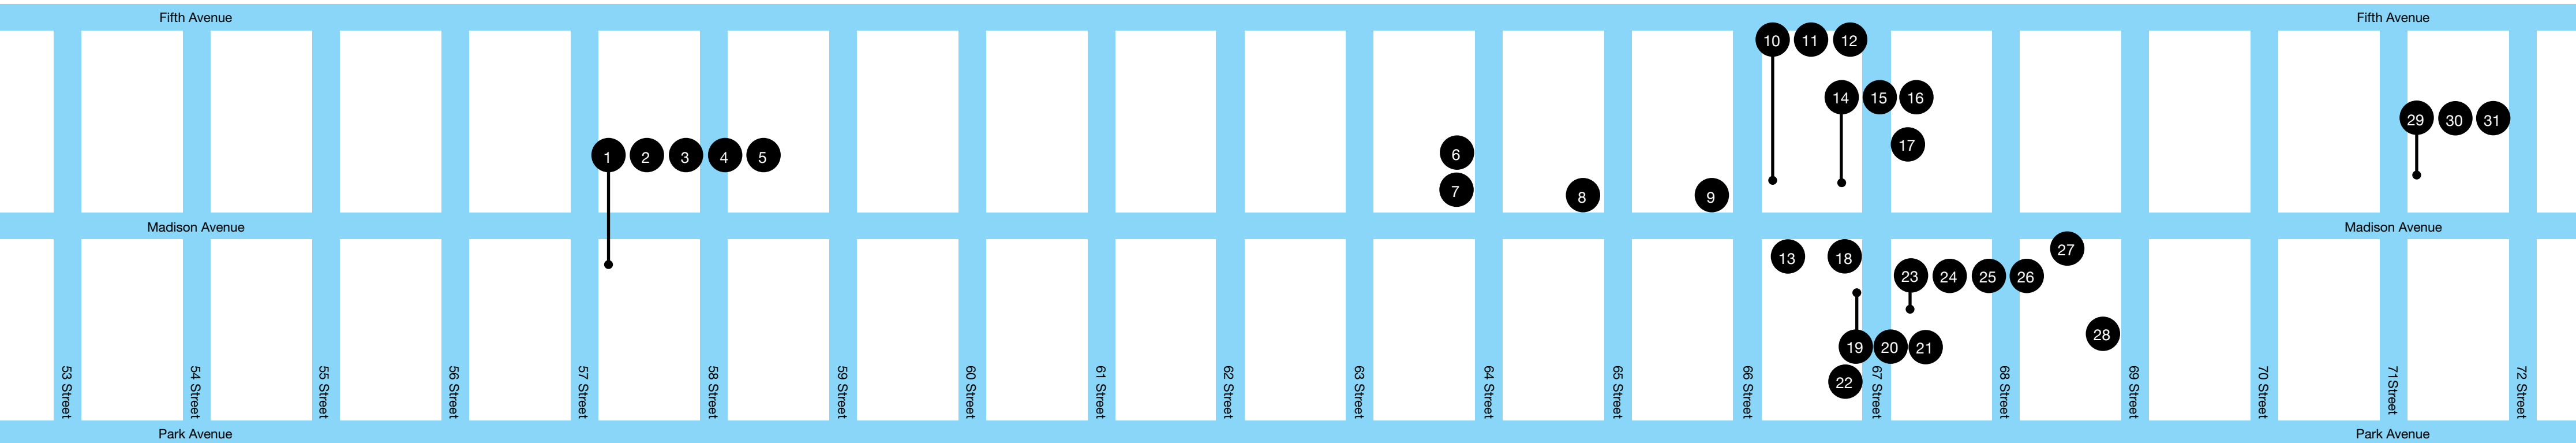 Fifth Avenue
Fifth Avenue
10 11 12
14 15 16
29 30 31
17
1 2 3 4 5
6
7
8
9
Madison Avenue
Madison Avenue
13
18
27
23 24 25 26
28
19 20 21
22
53 Street
54 Street
55 Street
56 Street
57 Street
58 Street
59 Street
60 Street
61 Street
62 Street
63 Street
64 Street
65 Street
66 Street
67 Street
68 Street
69 Street
70 Street
71Street
72 Street
Park Avenue
Park Avenue